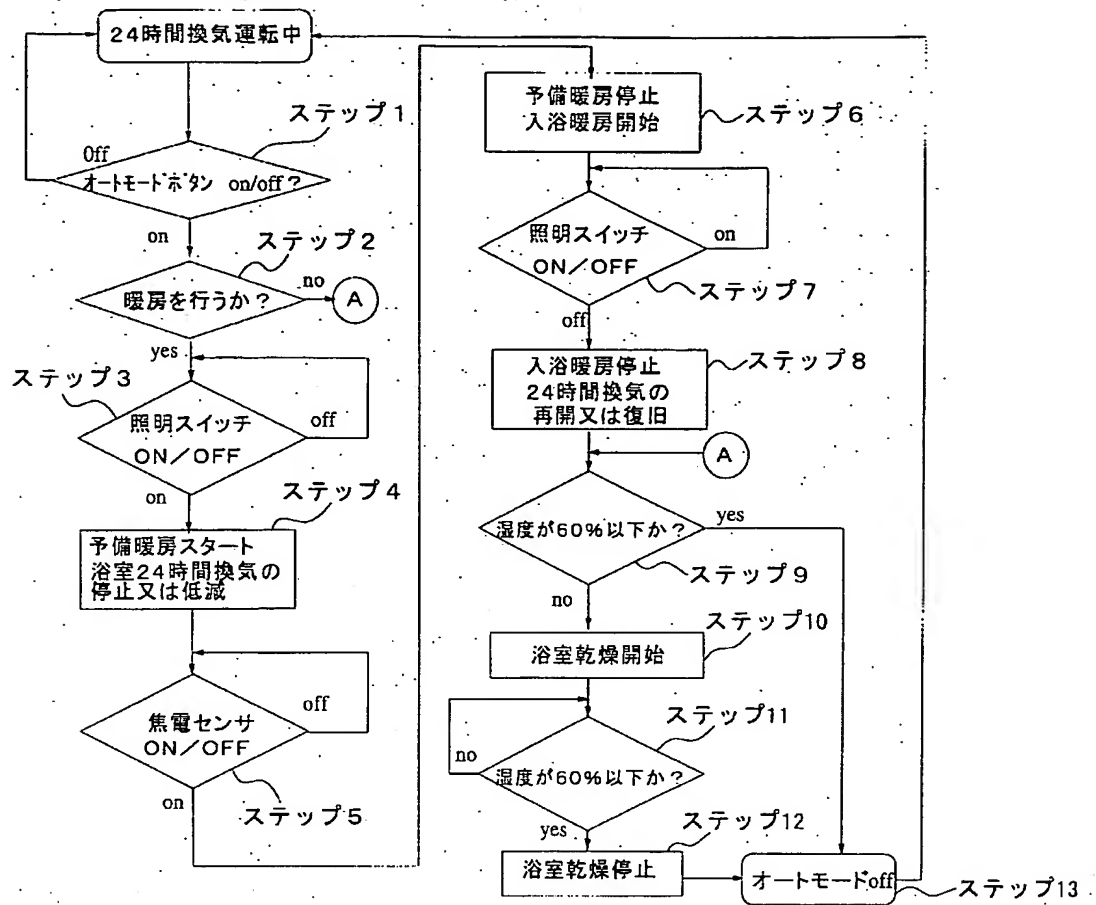 24時間換気運転中
ステップ1
Off
オートモードボタン on/off?
on
ステップ2
暖房を行うか?
no
A
yes
ステップ3
照明スイッチ
ON/OFF
off
on
ステップ4
予備暖房スタート
浴室24時間換気の
停止又は低減
焦電センサ
ON/OFF
off
on
ステップ5
予備暖房停止
入浴暖房開始
ステップ6
照明スイッチ
ON/OFF
on
ステップ7
off
入浴暖房停止
24時間換気の
再開又は復旧
ステップ8
A
湿度が60%以下か?
yes
ステップ9
no
ステップ10
浴室乾燥開始
ステップ11
no
湿度が60%以下か?
yes
ステップ12
浴室乾燥停止
オートモードoff
ステップ13